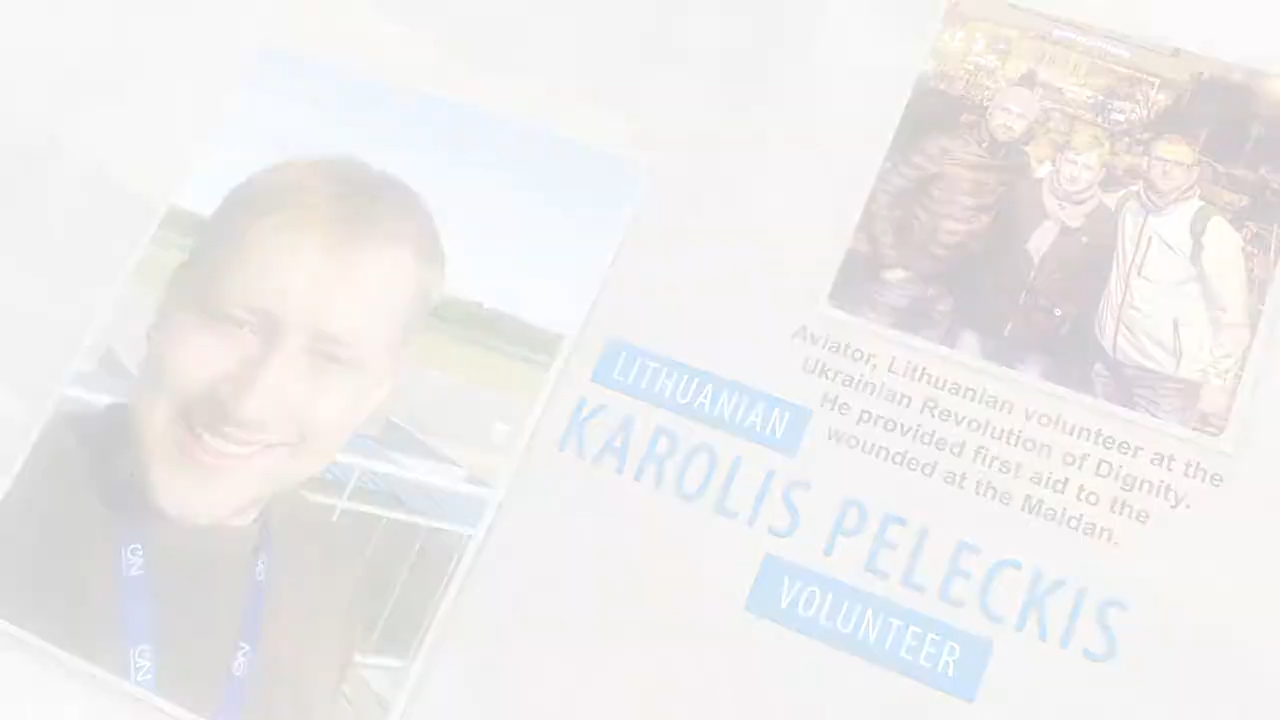 Aviator, Lithuanian volunteer at the
Ukrainian Revolution of Dignity.
He provided first aid to the
wounded at the Maidan.
LITHUANIAN
KAROLIS PELECKIS
VOLUNTEER